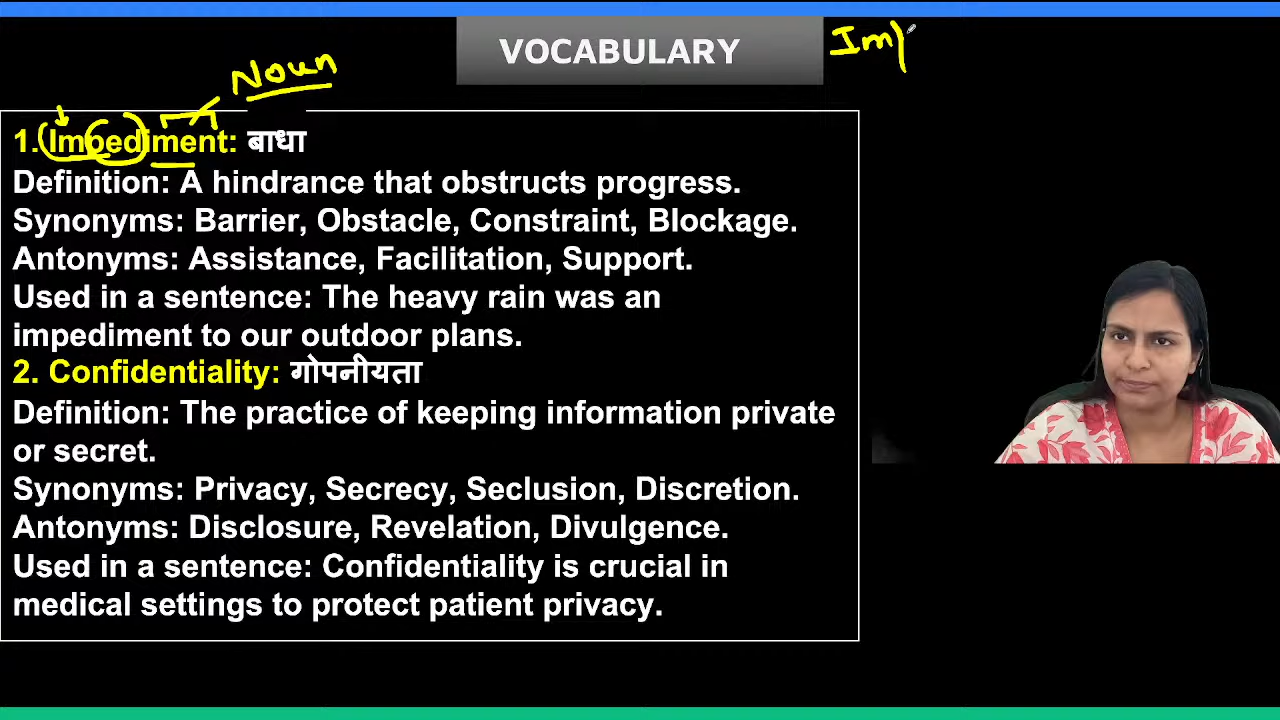 VOCABULARY
Im
Noun
1. Impediment: बाधा
Definition: A hindrance that obstructs progress.
Synonyms: Barrier, Obstacle, Constraint, Blockage.
Antonyms: Assistance, Facilitation, Support.
Used in a sentence: The heavy rain was an
impediment to our outdoor plans.
2. Confidentiality: गोपनीयता
Definition: The practice of keeping information private
or secret.
Synonyms: Privacy, Secrecy, Seclusion, Discretion.
Antonyms: Disclosure, Revelation, Divulgence.
Used in a sentence: Confidentiality is crucial in
medical settings to protect patient privacy.